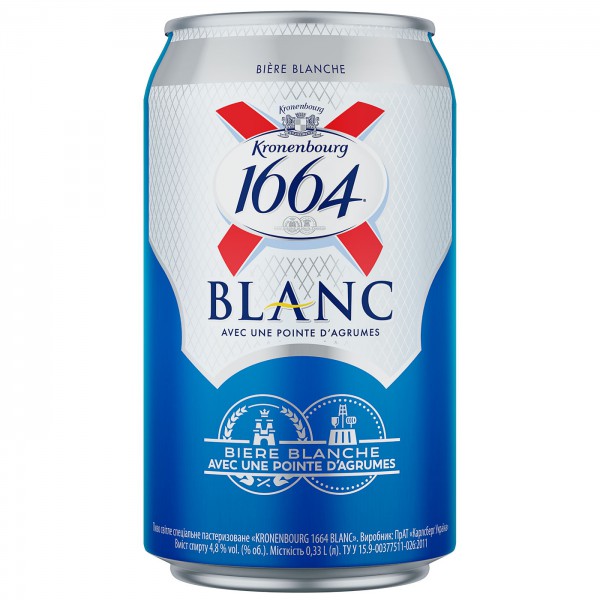 BIÈRE BLANCHE
Kronenbourg
Kronenbourg
1664
BLANC
AVEC UNE POINTE D'AGRUMES
BIERE BLANCHE
AVEC UNE POINTE D'AGRUMES
Пиво світле спеціальне пастеризоване «KRONENBOURG 1664 BLANC». Виробник: ПрАТ «Карлсберг Україна
Вміст спирту 4,8 % vol. (% об.). Місткість 0,33 L (л). ТУ У 15.9-00377511-026:2011